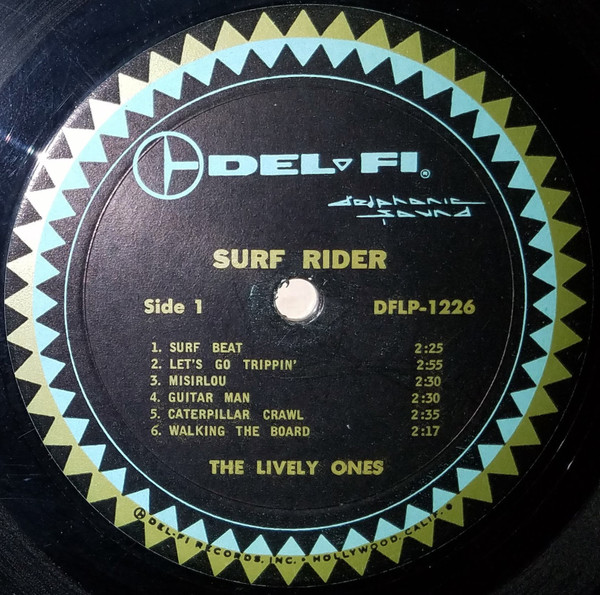 DEL-FI®
delphonic
sound
SURF RIDER
Side 1 DFLP-1226
1. SURF BEAT 2:25
2. LET'S GO TRIPPIN' 2:55
3. MISIRLOU 2:30
4. GUITAR MAN 2:30
5. CATERPILLAR CRAWL 2:35
6. WALKING THE BOARD 2:17
THE LIVELY ONES
DEL-FI RECORDS, INC. • HOLLYWOOD, CALIF. •